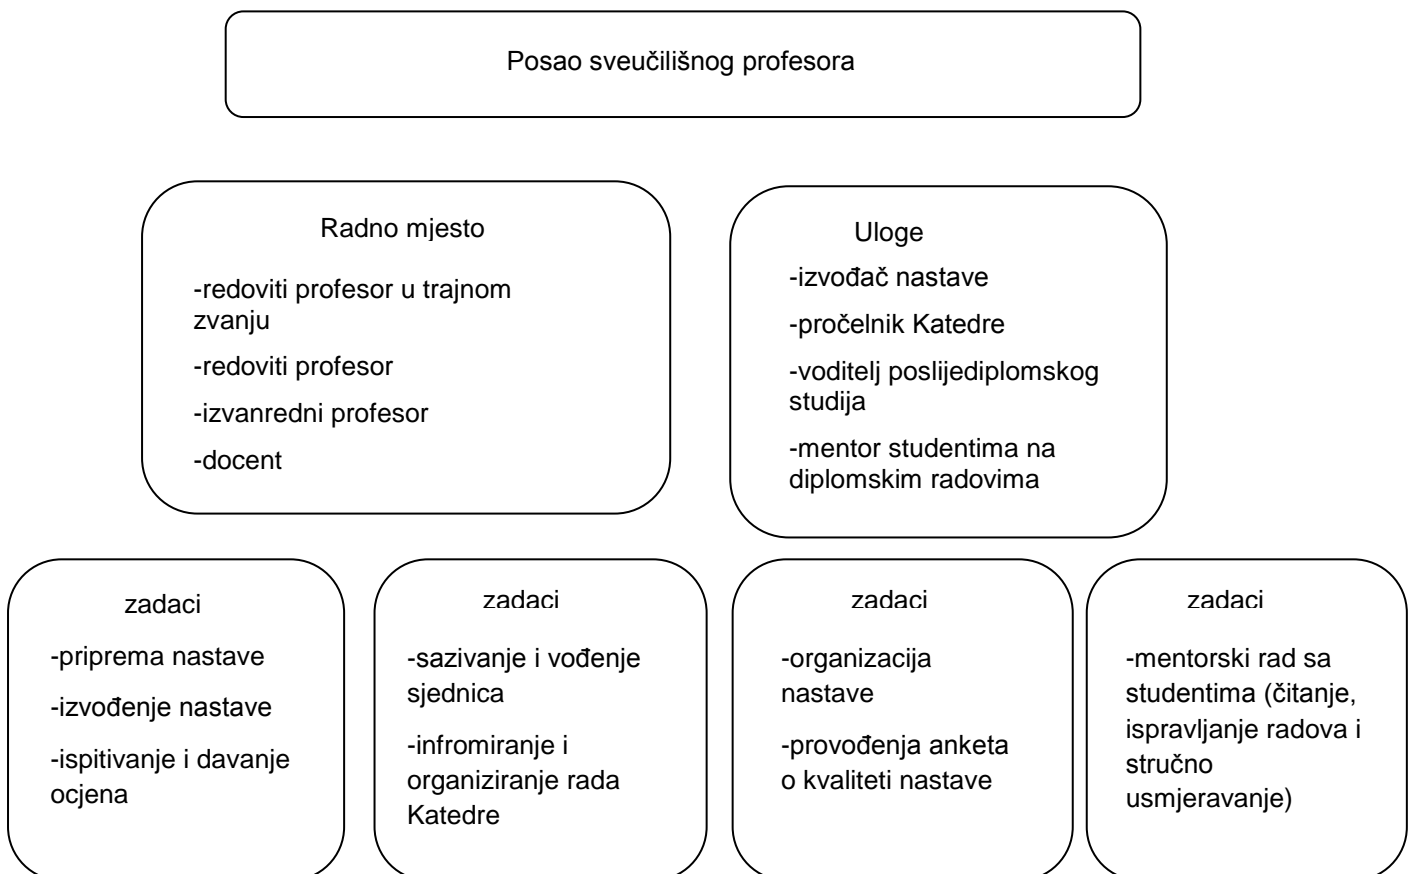 Posao sveučilišnog profesora
Radno mjesto
-redoviti profesor u trajnom
zvanju
-redoviti profesor
-izvanredni profesor
-docent
Uloge
-izvođač nastave
-pročelnik Katedre
-voditelj poslijediplomskog
studija
-mentor studentima na
diplomskim radovima
zadaci
-priprema nastave
-izvođenje nastave
-ispitivanje i davanje
ocjena
zadaci
-sazivanje i vođenje
sjednica
-infromiranje i
organiziranje rada
Katedre
zadaci
-organizacija
nastave
-provođenja anketa
o kvaliteti nastave
zadaci
-mentorski rad sa
studentima (čitanje,
ispravljanje radova i
stručno
usmjeravanje)